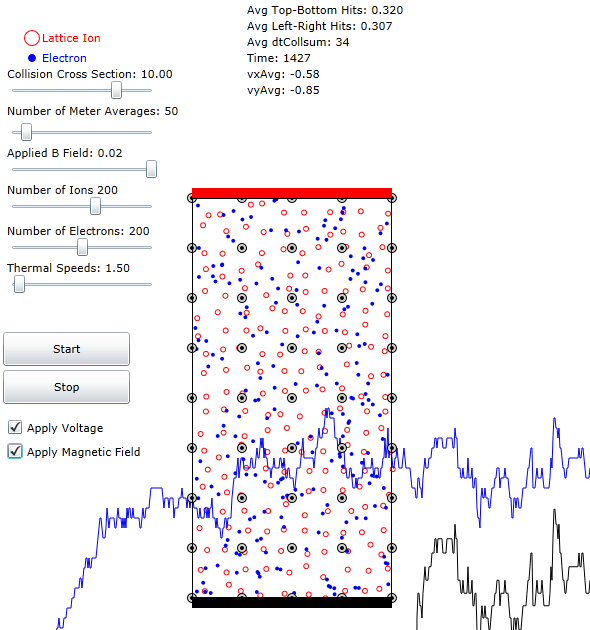 Avg Top-Bottom Hits: 0.320
Avg Left-Right Hits: 0.307
Avg dtCollsum: 34
Time: 1427
vxAvg: -0.58
vyAvg: -0.85
Lattice Ion
Electron
Collision Cross Section: 10.00
Number of Meter Averages: 50
Applied B Field: 0.02
Number of Ions 200
Number of Electrons: 200
Thermal Speeds: 1.50
Start
Stop
Apply Voltage
Apply Magnetic Field